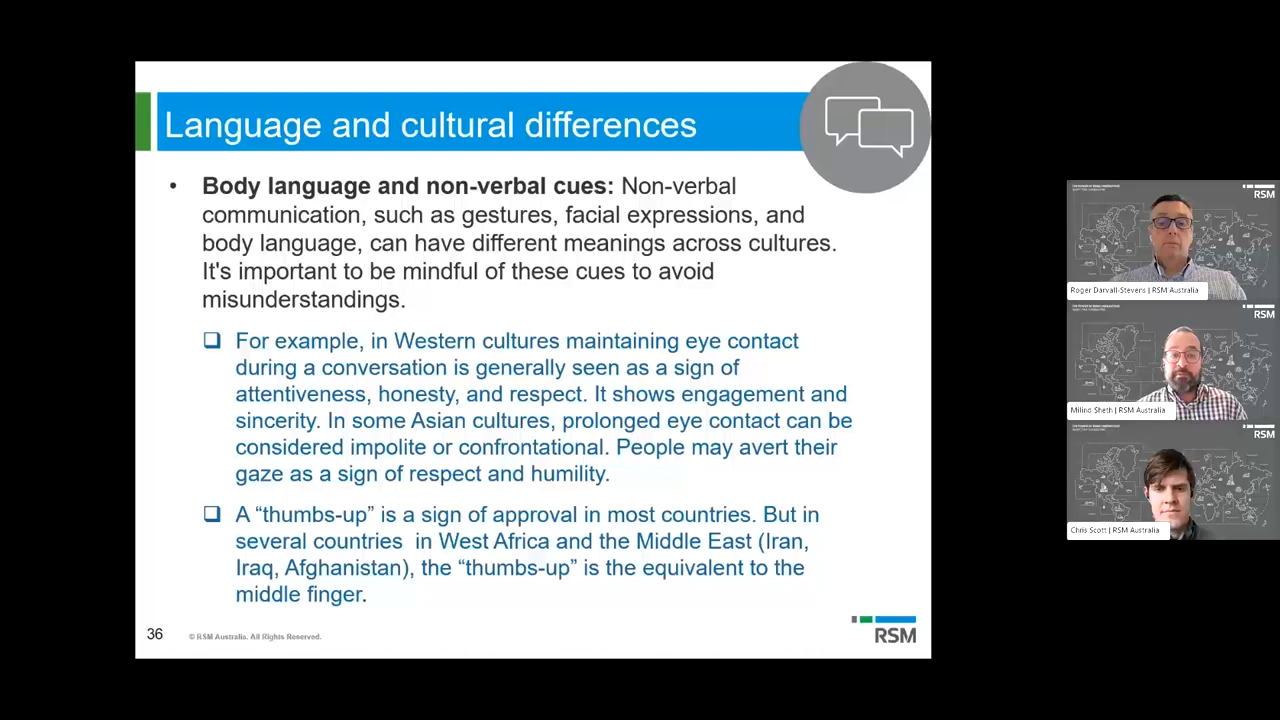 Language and cultural differences
• Body language and non-verbal cues: Non-verbal
communication, such as gestures, facial expressions, and
body language, can have different meanings across cultures.
It's important to be mindful of these cues to avoid
misunderstandings.
❑ For example, in Western cultures maintaining eye contact
during a conversation is generally seen as a sign of
attentiveness, honesty, and respect. It shows engagement and
sincerity. In some Asian cultures, prolonged eye contact can be
considered impolite or confrontational. People may avert their
gaze as a sign of respect and humility.
❑ A “thumbs-up” is a sign of approval in most countries. But in
several countries in West Africa and the Middle East (Iran,
Iraq, Afghanistan), the “thumbs-up” is the equivalent to the
middle finger.
36
© RSM Australia. All Rights Reserved.
RSM
RSM
Roger Darvall-Stevens | RSM Australia
RSM
Milind Sheth | RSM Australia
RSM
Chris Scott | RSM Australia